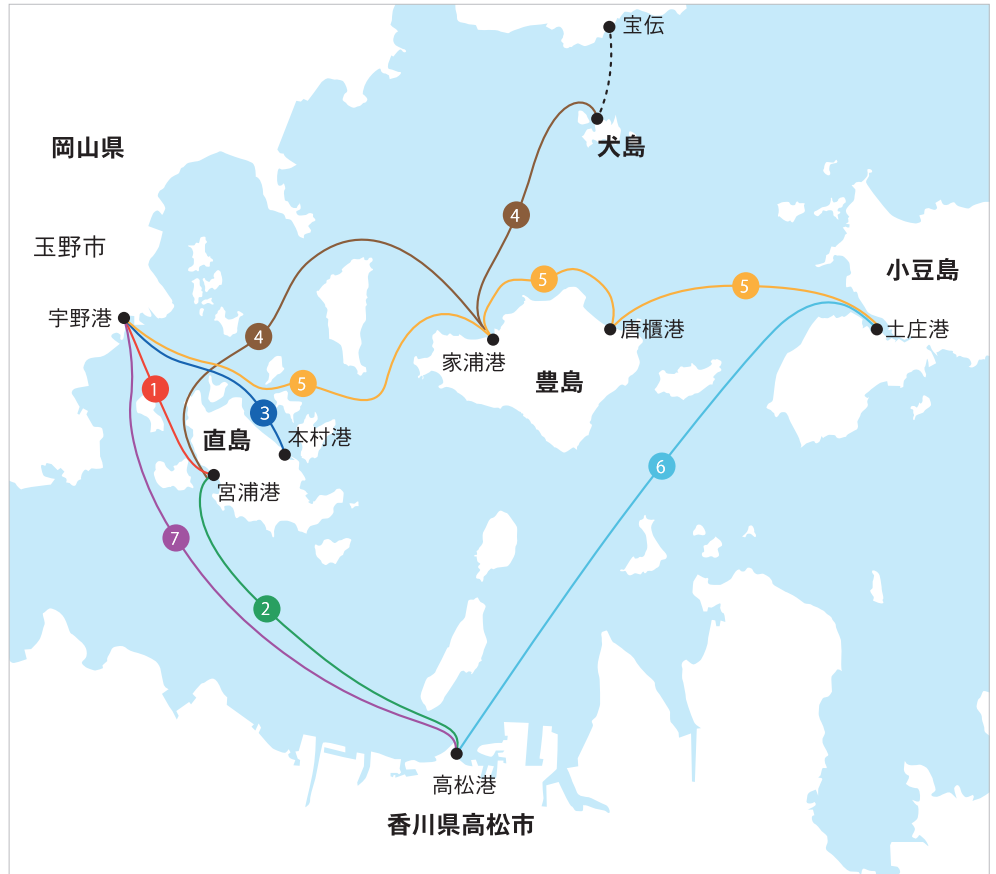 宝伝
岡山県
犬島
4
玉野市
小豆島
5
5
宇野港
唐櫃港
土庄港
4
家浦港
豊島
5
1
3
直島
本村港
6
宮浦港
7
2
高松港
香川県高松市